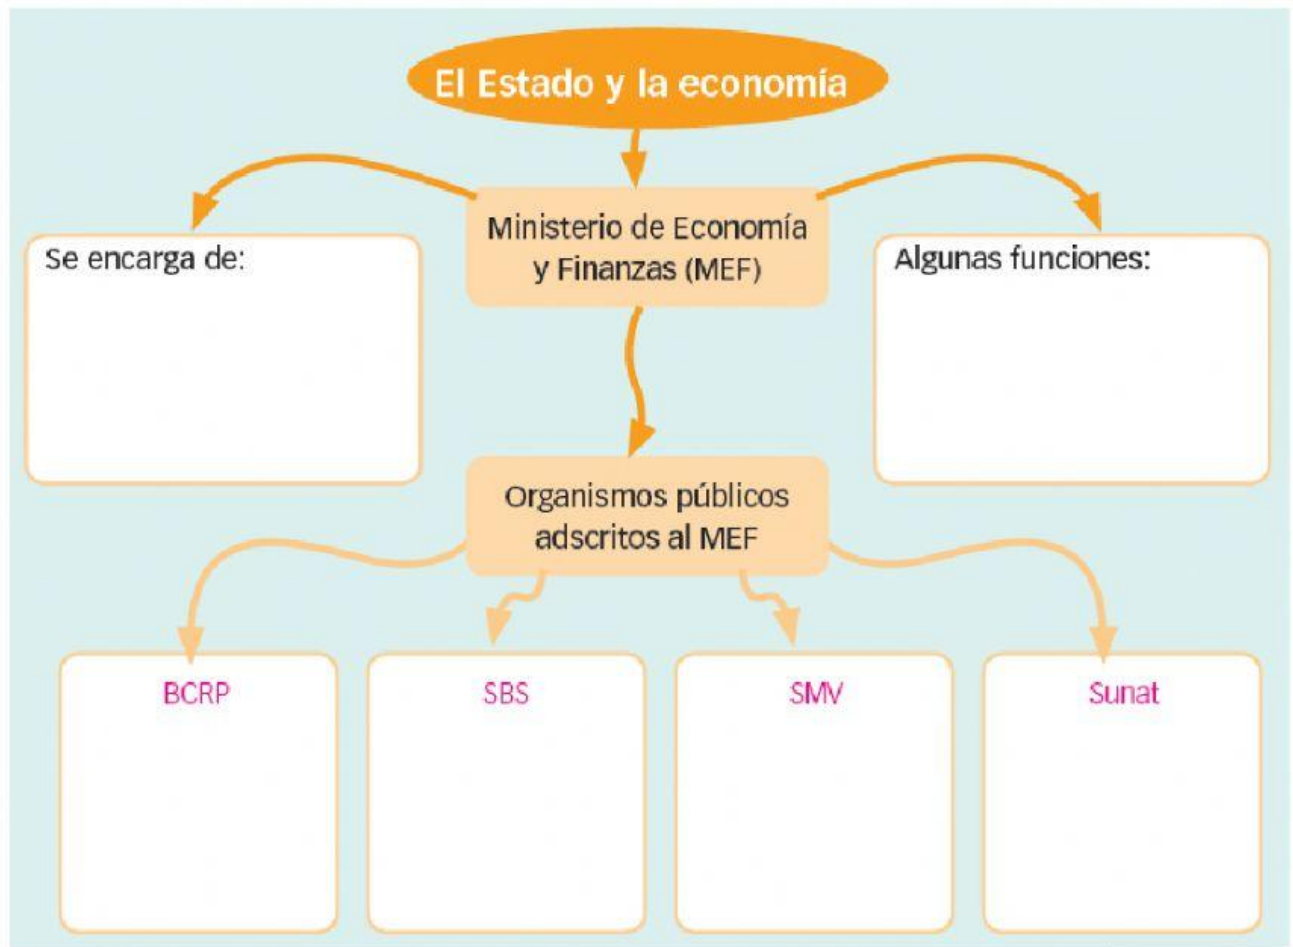 El Estado y la economía
Ministerio de Economía
y Finanzas (MEF)
Se encarga de:
Algunas funciones:
Organismos públicos
adscritos al MEF
BCRP
SBS
SMV
Sunat